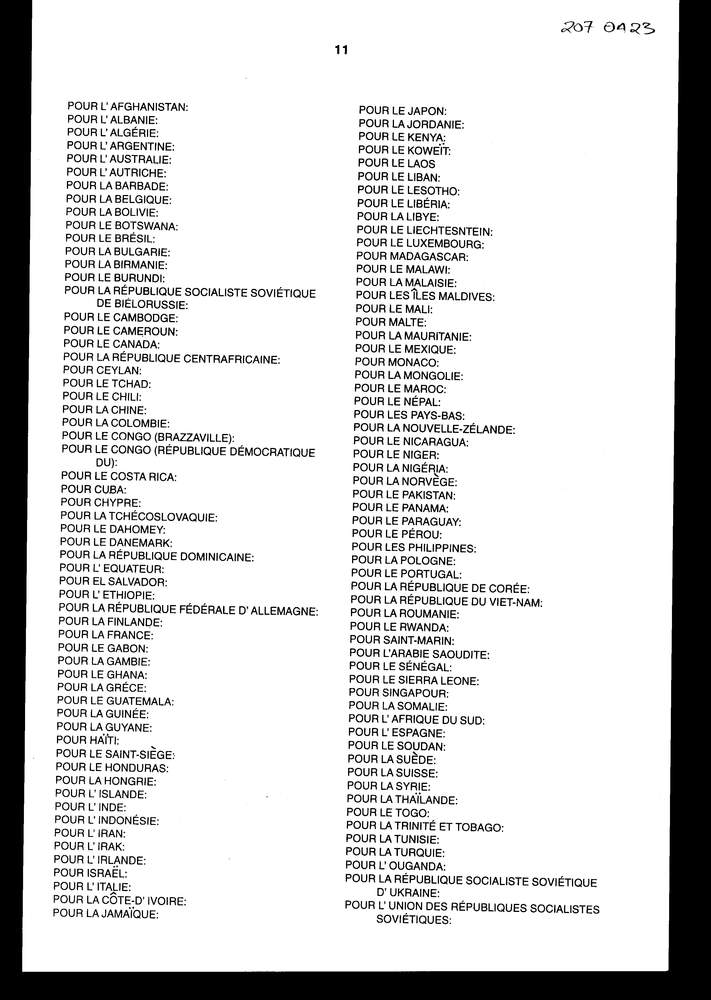 207 0423
11
POUR L' AFGHANISTAN:
POUR L' ALBANIE:
POUR L' ALGÉRIE:
POUR L' ARGENTINE:
POUR L' AUSTRALIE:
POUR L' AUTRICHE:
POUR LA BARBADE:
POUR LA BELGIQUE:
POUR LA BOLIVIE:
POUR LE BOTSWANA:
POUR LE BRÉSIL:
POUR LA BULGARIE:
POUR LA BIRMANIE:
POUR LE BURUNDI:
POUR LA RÉPUBLIQUE SOCIALISTE SOVIÉTIQUE
DE BIÉLORUSSIE:
POUR LE CAMBODGE:
POUR LE CAMEROUN:
POUR LE CANADA:
POUR LA RÉPUBLIQUE CENTRAFRICAINE:
POUR CEYLAN:
POUR LE TCHAD:
POUR LE CHILI:
POUR LA CHINE:
POUR LA COLOMBIE:
POUR LE CONGO (BRAZZAVILLE):
POUR LE CONGO (RÉPUBLIQUE DÉMOCRATIQUE
DU):
POUR LE COSTA RICA:
POUR CUBA:
POUR CHYPRE:
POUR LA TCHÉCOSLOVAQUIE:
POUR LE DAHOMEY:
POUR LE DANEMARK:
POUR LA RÉPUBLIQUE DOMINICAINE:
POUR L' EQUATEUR:
POUR EL SALVADOR:
POUR L' ETHIOPIE:
POUR LA RÉPUBLIQUE FÉDÉRALE D' ALLEMAGNE:
POUR LA FINLANDE:
POUR LA FRANCE:
POUR LE GABON:
POUR LA GAMBIE:
POUR LE GHANA:
POUR LA GRÉCE:
POUR LE GUATEMALA:
POUR LA GUINÉE:
POUR LA GUYANE:
POUR HAÏTI:
POUR LE SAINT-SIÈGE:
POUR LE HONDURAS:
POUR LA HONGRIE:
POUR L' ISLANDE:
POUR L' INDE:
POUR L' INDONÉSIE:
POUR L' IRAN:
POUR L' IRAK:
POUR L' IRLANDE:
POUR ISRAËL:
POUR L' ITALIE:
POUR LA CÔTE-D' IVOIRE:
POUR LA JAMAÏQUE:
POUR LE JAPON:
POUR LA JORDANIE:
POUR LE KENYA:
POUR LE KOWEÏT:
POUR LE LAOS
POUR LE LIBAN:
POUR LE LESOTHO:
POUR LE LIBÉRIA:
POUR LA LIBYE:
POUR LE LIECHTESNTEIN:
POUR LE LUXEMBOURG:
POUR MADAGASCAR:
POUR LE MALAWI:
POUR LA MALAISIE:
POUR LES ÎLES MALDIVES:
POUR LE MALI:
POUR MALTE:
POUR LA MAURITANIE:
POUR LE MEXIQUE:
POUR MONACO:
POUR LA MONGOLIE:
POUR LE MAROC:
POUR LE NÉPAL:
POUR LES PAYS-BAS:
POUR LA NOUVELLE-ZÉLANDE:
POUR LE NICARAGUA:
POUR LE NIGER:
POUR LA NIGÉRIA:
POUR LA NORVÈGE:
POUR LE PAKISTAN:
POUR LE PANAMA:
POUR LE PARAGUAY:
POUR LE PÉROU:
POUR LES PHILIPPINES:
POUR LA POLOGNE:
POUR LE PORTUGAL:
POUR LA RÉPUBLIQUE DE CORÉE:
POUR LA RÉPUBLIQUE DU VIET-NAM:
POUR LA ROUMANIE:
POUR LE RWANDA:
POUR SAINT-MARIN:
POUR L'ARABIE SAOUDITE:
POUR LE SÉNÉGAL:
POUR LE SIERRA LEONE:
POUR SINGAPOUR:
POUR LA SOMALIE:
POUR L' AFRIQUE DU SUD:
POUR L' ESPAGNE:
POUR LE SOUDAN:
POUR LA SUÈDE:
POUR LA SUISSE:
POUR LA SYRIE:
POUR LA THAÏLANDE:
POUR LE TOGO:
POUR LA TRINITÉ ET TOBAGO:
POUR LA TUNISIE:
POUR LA TURQUIE:
POUR L' OUGANDA:
POUR LA RÉPUBLIQUE SOCIALISTE SOVIÉTIQUE
D' UKRAINE:
POUR L' UNION DES RÉPUBLIQUES SOCIALISTES
SOVIÉTIQUES: